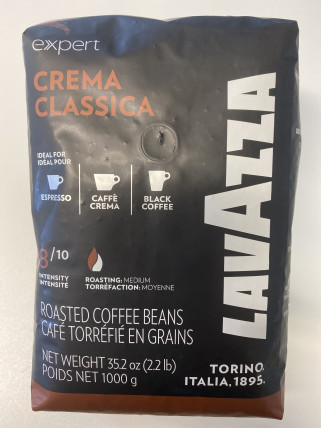 expert
CREMA
CLASSICA
IDEAL FOR
IDÉAL POUR
ESPRESSO
CAFFÈ
CREMA
BLACK
COFFEE
8/10
INTENSITY
INTENSITÉ
ROASTING: MEDIUM
TORRÉFACTION: MOYENNE
ROASTED COFFEE BEANS
CAFÉ TORRÉFIÉ EN GRAINS
NET WEIGHT 35.2 oz (2.2 lb)
POIDS NET 1000 g
LAVAZZA
TORINO,
ITALIA, 1895.